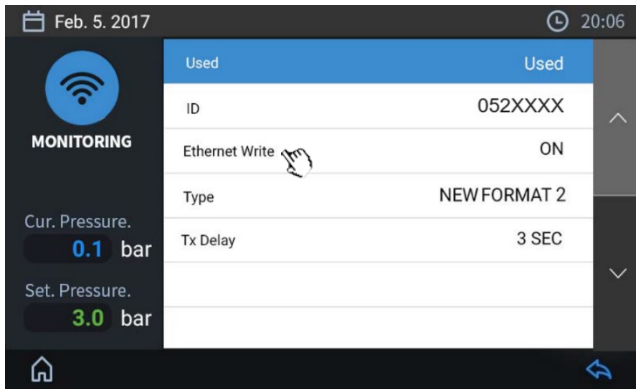 Feb. 5. 2017 20:06
MONITORING
Cur. Pressure.
0.1 bar
Set. Pressure.
3.0 bar
Used Used
ID 052XXXX
Ethernet Write ON
Type NEW FORMAT 2
Tx Delay 3 SEC